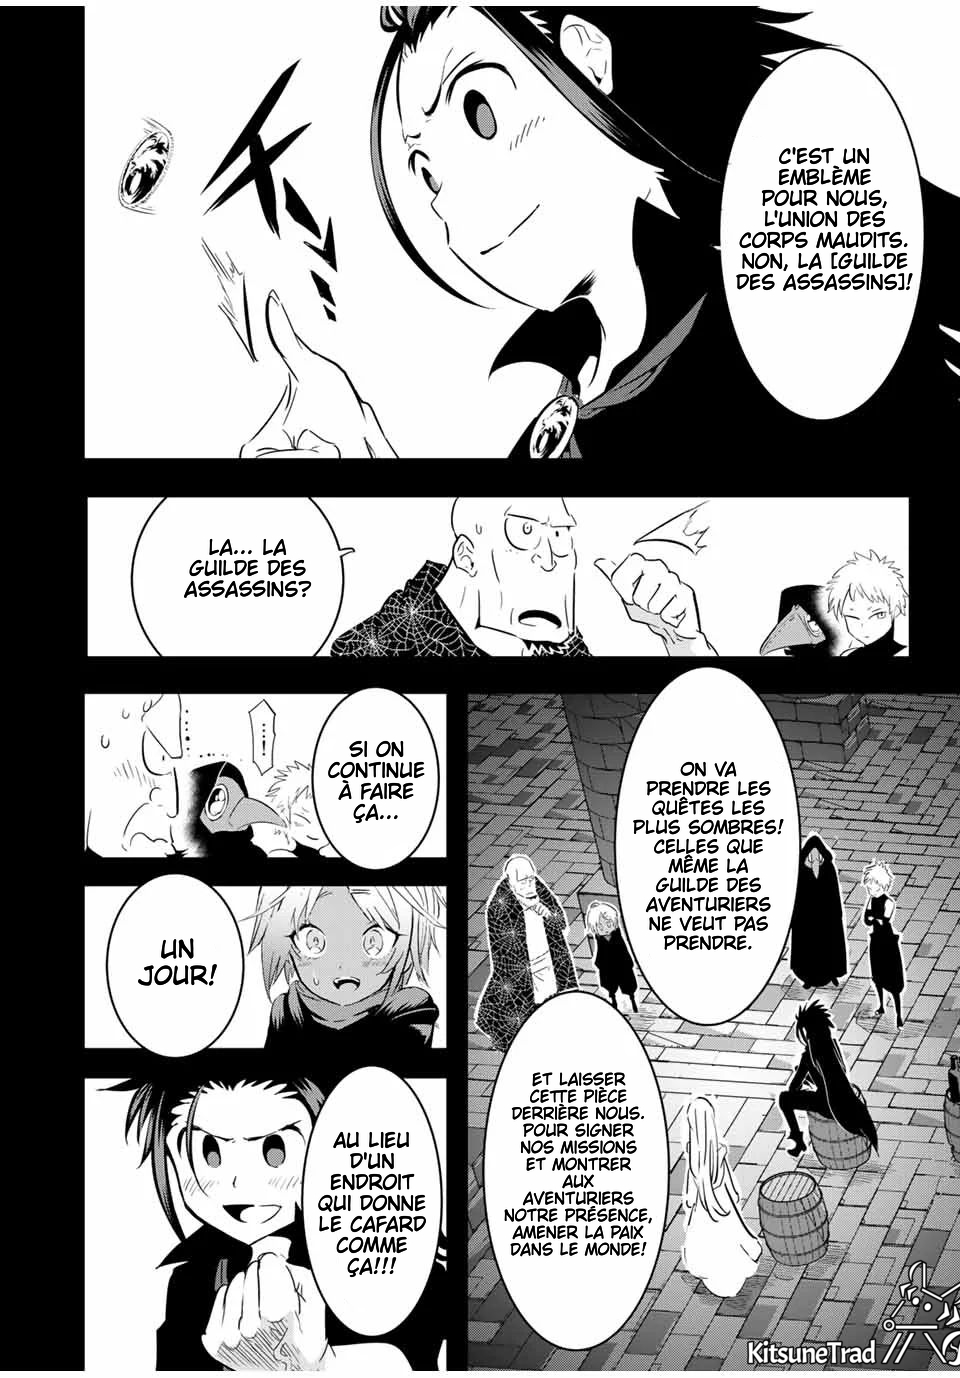 C'EST UN
EMBLÈME
POUR NOUS,
L'UNION DES
CORPS MAUDITS.
NON, LA [GUILDE
DES ASSASSINS]!
LA... LA
GUILDE DES
ASSASSINS?
ON VA
PRENDRE LES
QUÊTES LES
PLUS SOMBRES!
CELLES QUE
MÊME LA
GUILDE DES
AVENTURIERS
NE VEUT PAS
PRENDRE.
ET LAISSER
CETTE PIÈCE
DERRIÈRE NOUS.
POUR SIGNER
NOS MISSIONS
ET MONTRER
AUX
AVENTURIERS
NOTRE PRÉSENCE,
AMENER LA PAIX
DANS LE MONDE!
SI ON
CONTINUE
À FAIRE
ÇA...
UN
JOUR!
AU LIEU
D'UN
ENDROIT
QUI DONNE
LE CAFARD
COMME
ÇA!!!
KitsuneTrad